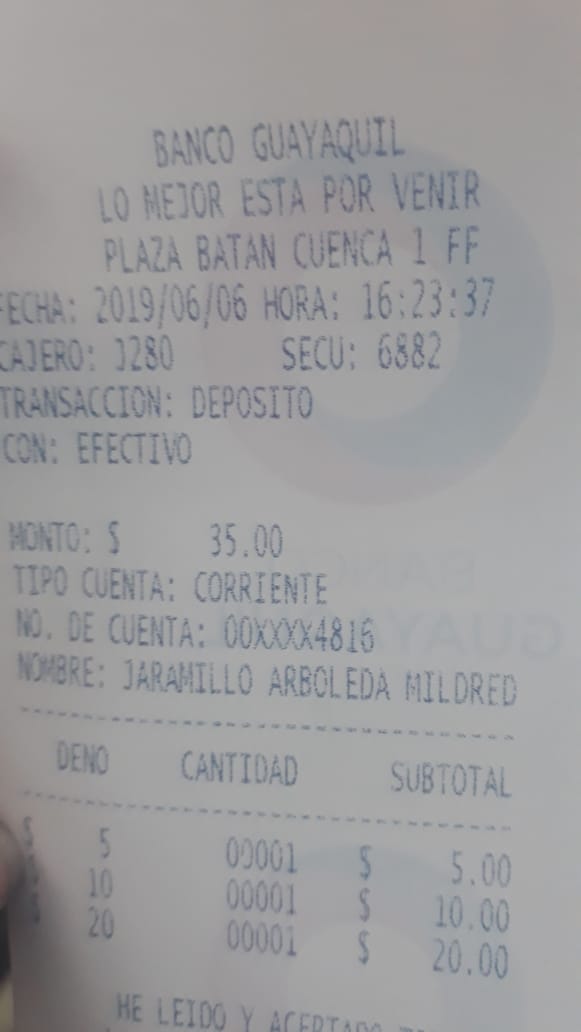 BANCO GUAYAQUIL
LO MEJOR ESTA POR VENIR
PLAZA BATAN CUENCA 1 FF
FECHA: 2019/06/06 HORA: 16:23:37
CAJERO: J280 SECU: 6882
TRANSACCION: DEPOSITO
CON: EFECTIVO
MONTO: $ 35.00
TIPO CUENTA: CORRIENTE
NO. DE CUENTA: 00XXXX4816
NOMBRE: JARAMILLO ARBOLEDA MILDRED
DENO CANTIDAD SUBTOTAL
$ 5 00001 $ 5.00
$ 10 00001 $ 10.00
$ 20 00001 $ 20.00
HE LEIDO Y ACEPTADO